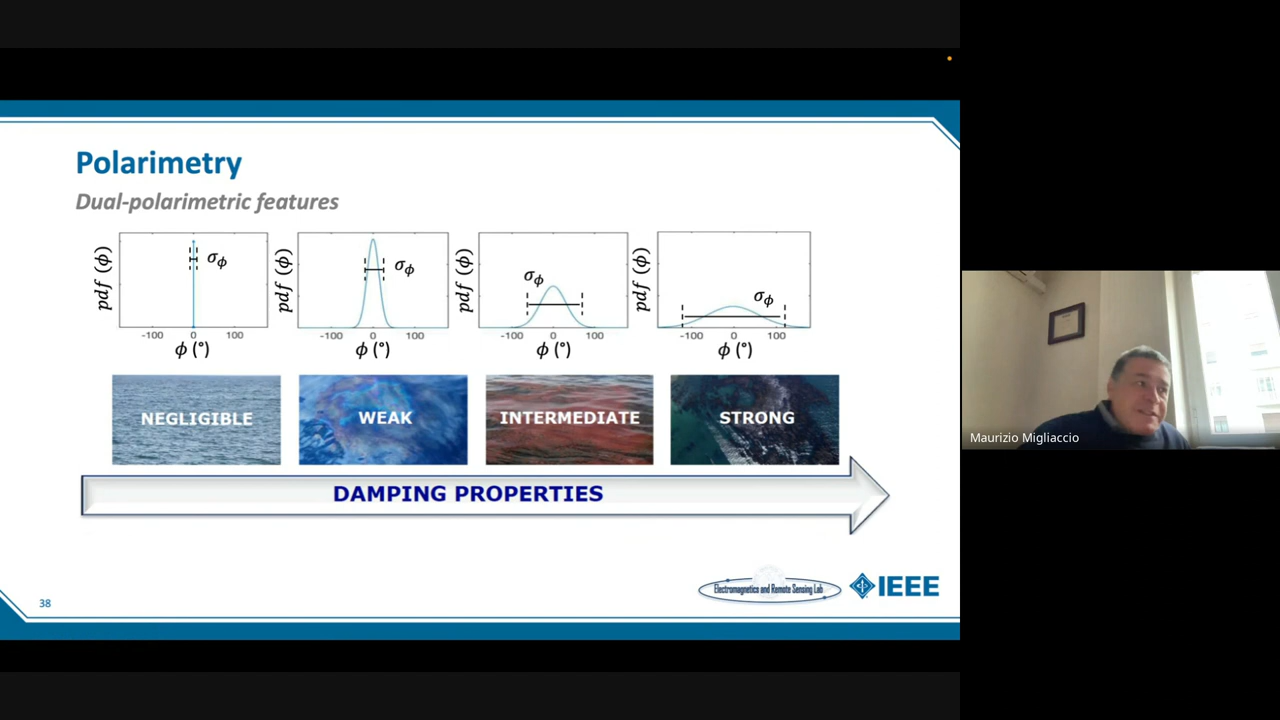 Polarimetry
Dual-polarimetric features
pdf (ϕ)
σϕ
-100 0 100
ϕ (°)
pdf (ϕ)
σϕ
-100 0 100
ϕ (°)
pdf (ϕ)
σϕ
-100 0 100
ϕ (°)
pdf (ϕ)
σϕ
-100 0 100
ϕ (°)
NEGLIGIBLE
WEAK
INTERMEDIATE
STRONG
DAMPING PROPERTIES
38
Electromagnetics and Remote Sensing Lab
IEEE
Maurizio Migliaccio